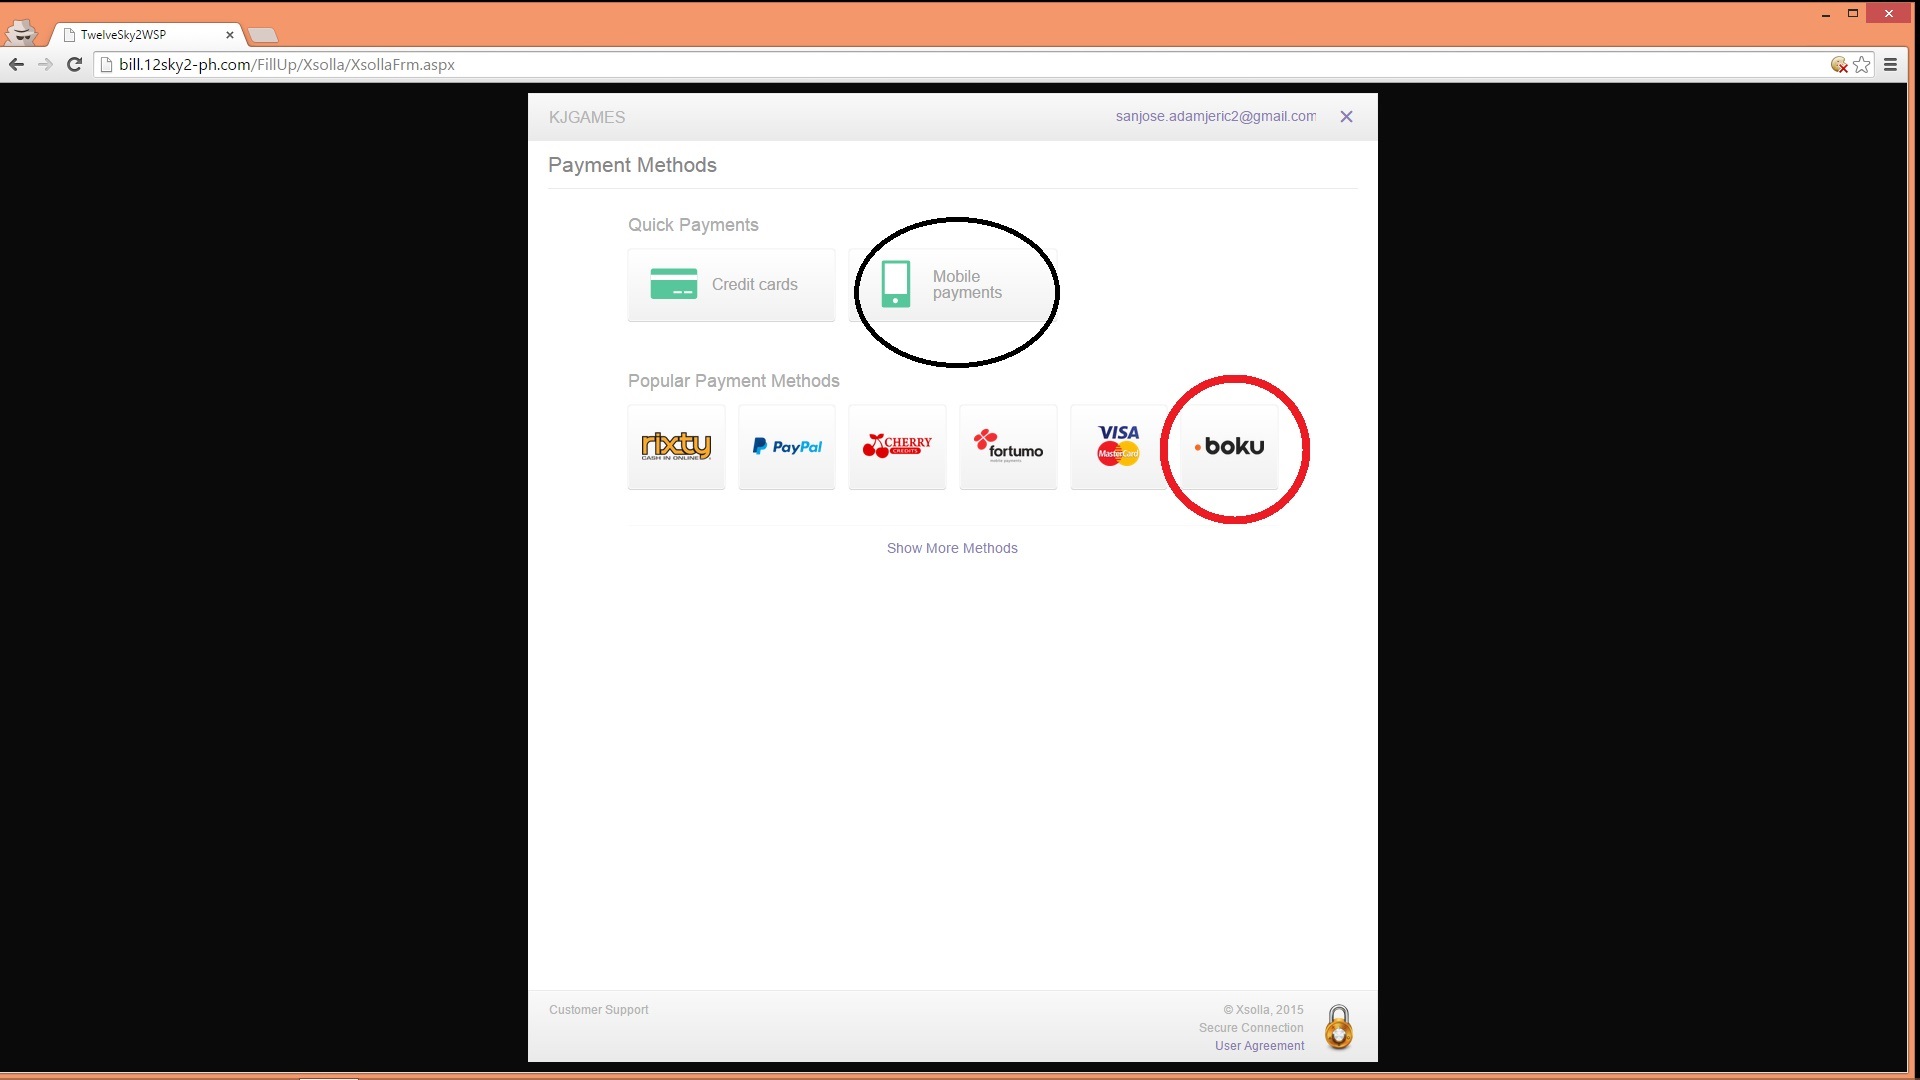 TwelveSky2WSP
bill.12sky2-ph.com/FillUp/Xsolla/XsollaFrm.aspx
KJGAMES
sanjose.adamjeric2@gmail.com
Payment Methods
Quick Payments
Credit cards
Mobile
payments
Popular Payment Methods
rixty
CASH IN ONLINE!
PayPal
CHERRY
CREDITS
fortumo
mobile payments
VISA
MasterCard
boku
Show More Methods
Customer Support
© Xsolla, 2015
Secure Connection
User Agreement